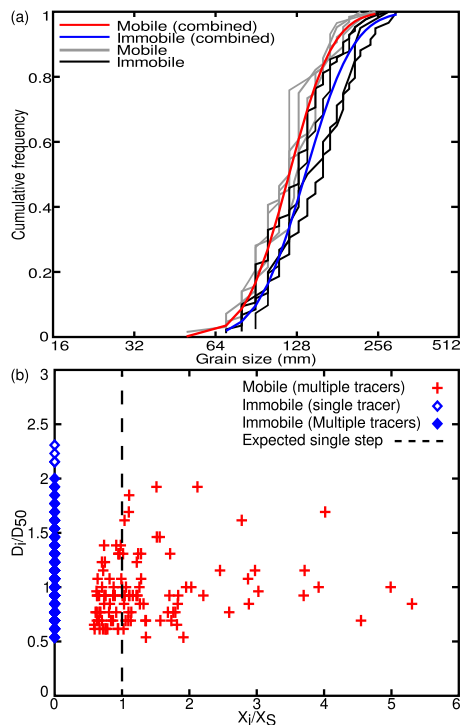 (a)
Mobile (combined)
Immobile (combined)
Mobile
Immobile
Cumulative frequency
1
0.8
0.6
0.4
0.2
0
16 32 64 128 256 512
Grain size (mm)
(b)
Mobile (multiple tracers)
Immobile (single tracer)
Immobile (Multiple tracers)
Expected single step
Di/D50
3
2.5
2
1.5
1
0.5
0
0 1 2 3 4 5 6
Xi/XS